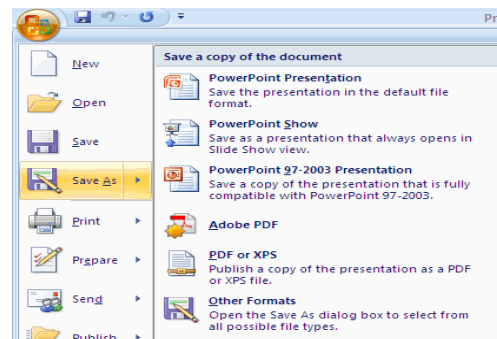 Pr
New
Open
Save
Save As
Print
Prepare
Send
Publish
Save a copy of the document
PowerPoint Presentation
Save the presentation in the default file
format.
PowerPoint Show
Save as a presentation that always opens in
Slide Show view.
PowerPoint 97-2003 Presentation
Save a copy of the presentation that is fully
compatible with PowerPoint 97-2003.
Adobe PDF
PDF or XPS
Publish a copy of the presentation as a PDF
or XPS file.
Other Formats
Open the Save As dialog box to select from
all possible file types.